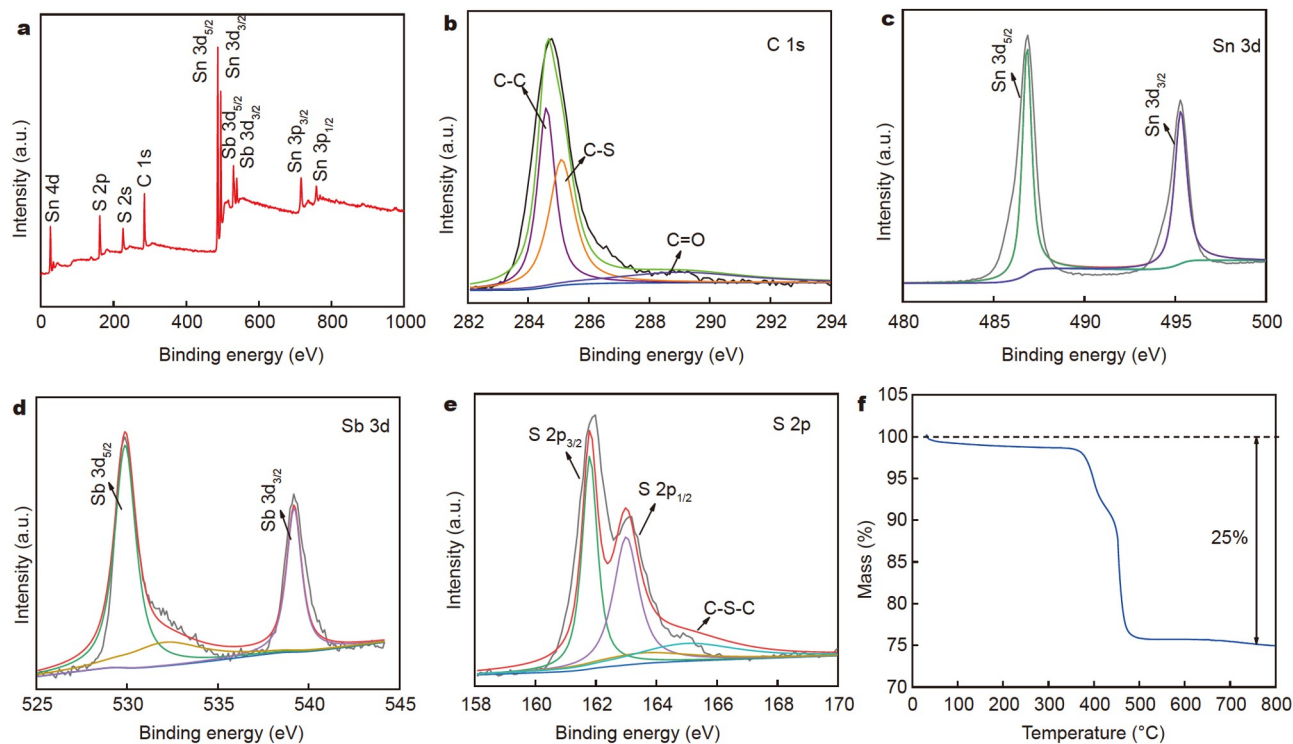 a
Intensity (a.u.)
Sn 4d
S 2p
S 2s
C 1s
Sn 3d5/2
Sn 3d3/2
Sb 3d5/2
Sb 3d3/2
Sn 3p3/2
Sn 3p1/2
0 200 400 600 800 1000
Binding energy (eV)
b
C 1s
Intensity (a.u.)
C-C
C-S
C=O
282 284 286 288 290 292 294
Binding energy (eV)
c
Sn 3d
Intensity (a.u.)
Sn 3d5/2
Sn 3d3/2
480 485 490 495 500
Binding energy (eV)
d
Sb 3d
Intensity (a.u.)
Sb 3d5/2
Sb 3d3/2
525 530 535 540 545
Binding energy (eV)
e
S 2p
Intensity (a.u.)
S 2p3/2
S 2p1/2
C-S-C
158 160 162 164 166 168 170
Binding energy (eV)
f
Mass (%)
105
100
95
90
85
80
75
70
25%
0 100 200 300 400 500 600 700 800
Temperature (°C)